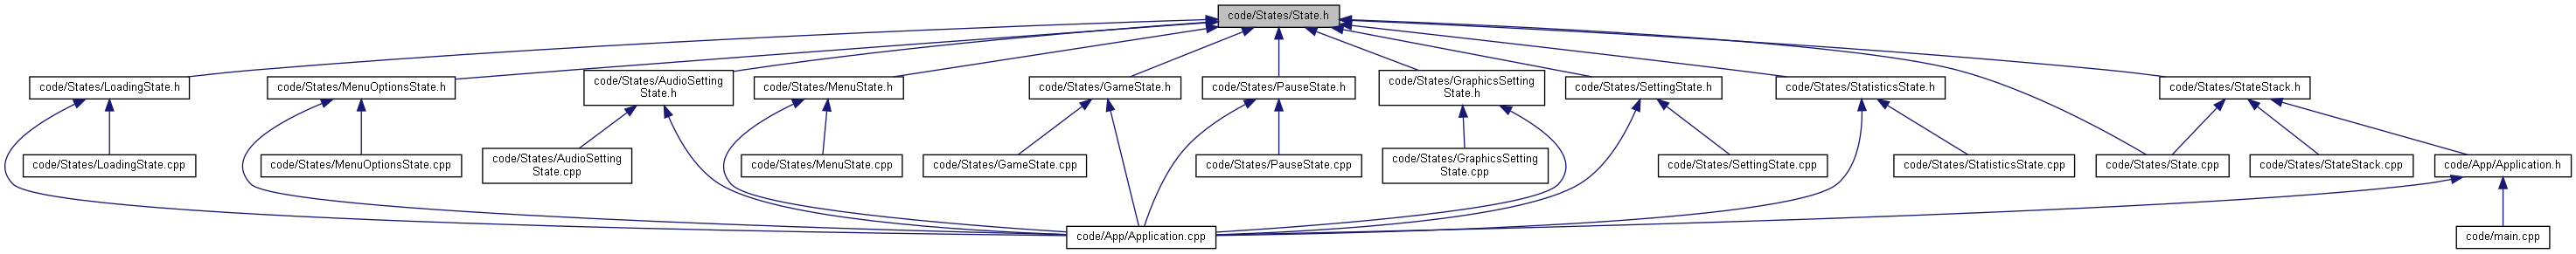 code/States/State.h
code/States/LoadingState.h
code/States/MenuOptionsState.h
code/States/AudioSetting
State.h
code/States/MenuState.h
code/States/GameState.h
code/States/PauseState.h
code/States/GraphicsSetting
State.h
code/States/SettingState.h
code/States/StatisticsState.h
code/States/StateStack.h
code/States/LoadingState.cpp
code/States/MenuOptionsState.cpp
code/States/AudioSetting
State.cpp
code/States/MenuState.cpp
code/States/GameState.cpp
code/States/PauseState.cpp
code/States/GraphicsSetting
State.cpp
code/States/SettingState.cpp
code/States/StatisticsState.cpp
code/States/State.cpp
code/States/StateStack.cpp
code/App/Application.h
code/App/Application.cpp
code/main.cpp